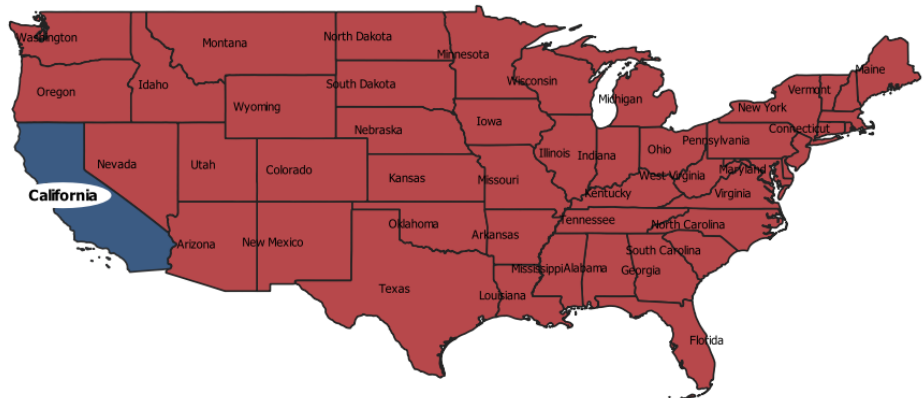 Washington
Montana
North Dakota
Minnesota
Maine
Oregon
Idaho
South Dakota
Wisconsin
Vermont
Wyoming
Michigan
New York
Nebraska
Iowa
Connecticut
Nevada
Utah
Colorado
Kansas
Missouri
Illinois
Indiana
Ohio
Pennsylvania
West Virginia
Maryland
California
Kentucky
Virginia
Arizona
New Mexico
Oklahoma
Arkansas
Tennessee
North Carolina
South Carolina
Texas
Louisiana
Mississippi
Alabama
Georgia
Florida